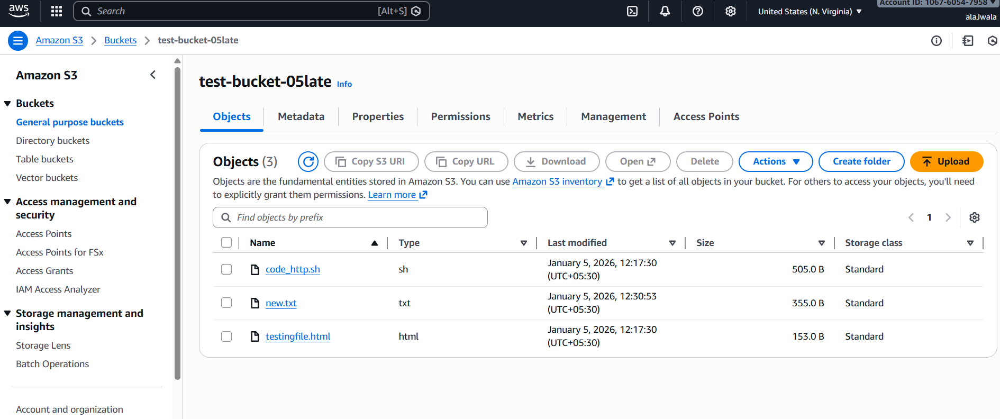 aws
Search
[Alt+S]
United States (N. Virginia)
Account ID: 1067-6054-7958
alaJwala
Amazon S3
Buckets
test-bucket-05late
Amazon S3
Buckets
General purpose buckets
Directory buckets
Table buckets
Vector buckets
Access management and
security
Access Points
Access Points for FSx
Access Grants
IAM Access Analyzer
Storage management and
insights
Storage Lens
Batch Operations
Account and organization
test-bucket-05late Info
Objects Metadata Properties Permissions Metrics Management Access Points
Objects (3) Copy S3 URI Copy URL Download Open Delete Actions Create folder Upload
Objects are the fundamental entities stored in Amazon S3. You can use Amazon S3 inventory to get a list of all objects in your bucket. For others to access your objects, you'll need
to explicitly grant them permissions. Learn more
Find objects by prefix
1
Name Type Last modified Size Storage class
code_http.sh sh January 5, 2026, 12:17:30 (UTC+05:30) 505.0 B Standard
new.txt txt January 5, 2026, 12:30:53 (UTC+05:30) 355.0 B Standard
testingfile.html html January 5, 2026, 12:17:30 (UTC+05:30) 153.0 B Standard